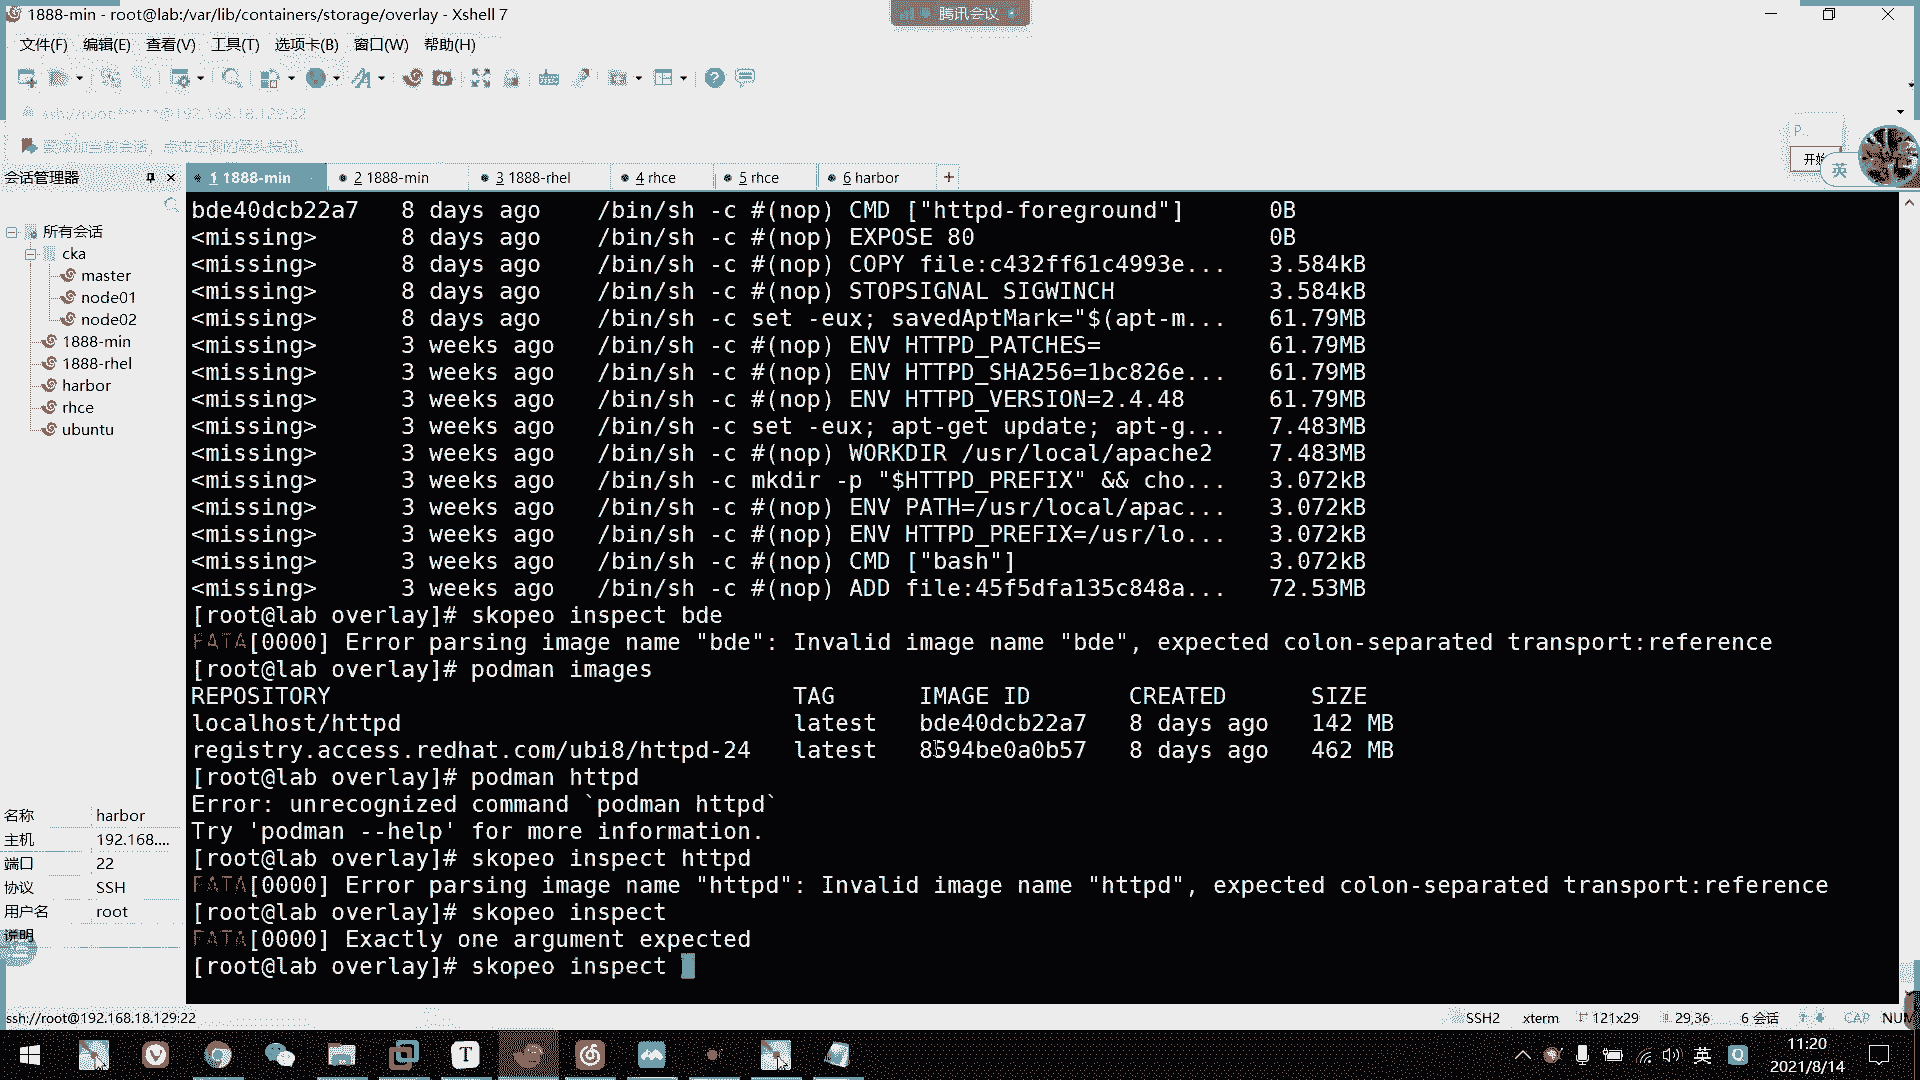 1888-min - root@lab:/var/lib/containers/storage/overlay - Xshell 7
腾讯会议
文件(F) 编辑(E) 查看(V) 工具(T) 选项卡(B) 窗口(W) 帮助(H)
要添加当前会话，点击左侧的箭头按钮。
P...
开始
英
会话管理器
1 1888-min
2 1888-min
3 1888-rhel
4 rhce
5 rhce
6 harbor
所有会话
cka
master
node01
node02
1888-min
1888-rhel
harbor
rhce
ubuntu
名称 harbor
主机 192.168....
端口 22
协议 SSH
用户名 root
说明
bde40dcb22a7 8 days ago /bin/sh -c #(nop) CMD ["httpd-foreground"] 0B
<missing> 8 days ago /bin/sh -c #(nop) EXPOSE 80 0B
<missing> 8 days ago /bin/sh -c #(nop) COPY file:c432ff61c4993e... 3.584kB
<missing> 8 days ago /bin/sh -c #(nop) STOPSIGNAL SIGWINCH 3.584kB
<missing> 8 days ago /bin/sh -c set -eux; savedAptMark="$(apt-m... 61.79MB
<missing> 3 weeks ago /bin/sh -c #(nop) ENV HTTPD_PATCHES= 61.79MB
<missing> 3 weeks ago /bin/sh -c #(nop) ENV HTTPD_SHA256=1bc826e... 61.79MB
<missing> 3 weeks ago /bin/sh -c #(nop) ENV HTTPD_VERSION=2.4.48 61.79MB
<missing> 3 weeks ago /bin/sh -c set -eux; apt-get update; apt-g... 7.483MB
<missing> 3 weeks ago /bin/sh -c #(nop) WORKDIR /usr/local/apache2 7.483MB
<missing> 3 weeks ago /bin/sh -c mkdir -p "$HTTPD_PREFIX" && cho... 3.072kB
<missing> 3 weeks ago /bin/sh -c #(nop) ENV PATH=/usr/local/apac... 3.072kB
<missing> 3 weeks ago /bin/sh -c #(nop) ENV HTTPD_PREFIX=/usr/lo... 3.072kB
<missing> 3 weeks ago /bin/sh -c #(nop) CMD ["bash"] 3.072kB
<missing> 3 weeks ago /bin/sh -c #(nop) ADD file:45f5dfa135c848a... 72.53MB
[root@lab overlay]# skopeo inspect bde
FATA[0000] Error parsing image name "bde": Invalid image name "bde", expected colon-separated transport:reference
[root@lab overlay]# podman images
REPOSITORY TAG IMAGE ID CREATED SIZE
localhost/httpd latest bde40dcb22a7 8 days ago 142 MB
registry.access.redhat.com/ubi8/httpd-24 latest 8594be0a0b57 8 days ago 462 MB
[root@lab overlay]# podman httpd
Error: unrecognized command `podman httpd`
Try 'podman --help' for more information.
[root@lab overlay]# skopeo inspect httpd
FATA[0000] Error parsing image name "httpd": Invalid image name "httpd", expected colon-separated transport:reference
[root@lab overlay]# skopeo inspect
FATA[0000] Exactly one argument expected
[root@lab overlay]# skopeo inspect
ssh://root@192.168.18.129:22
SSH2 xterm 121x29 29,36 6 会话 CAP NUM
英
11:20
2021/8/14